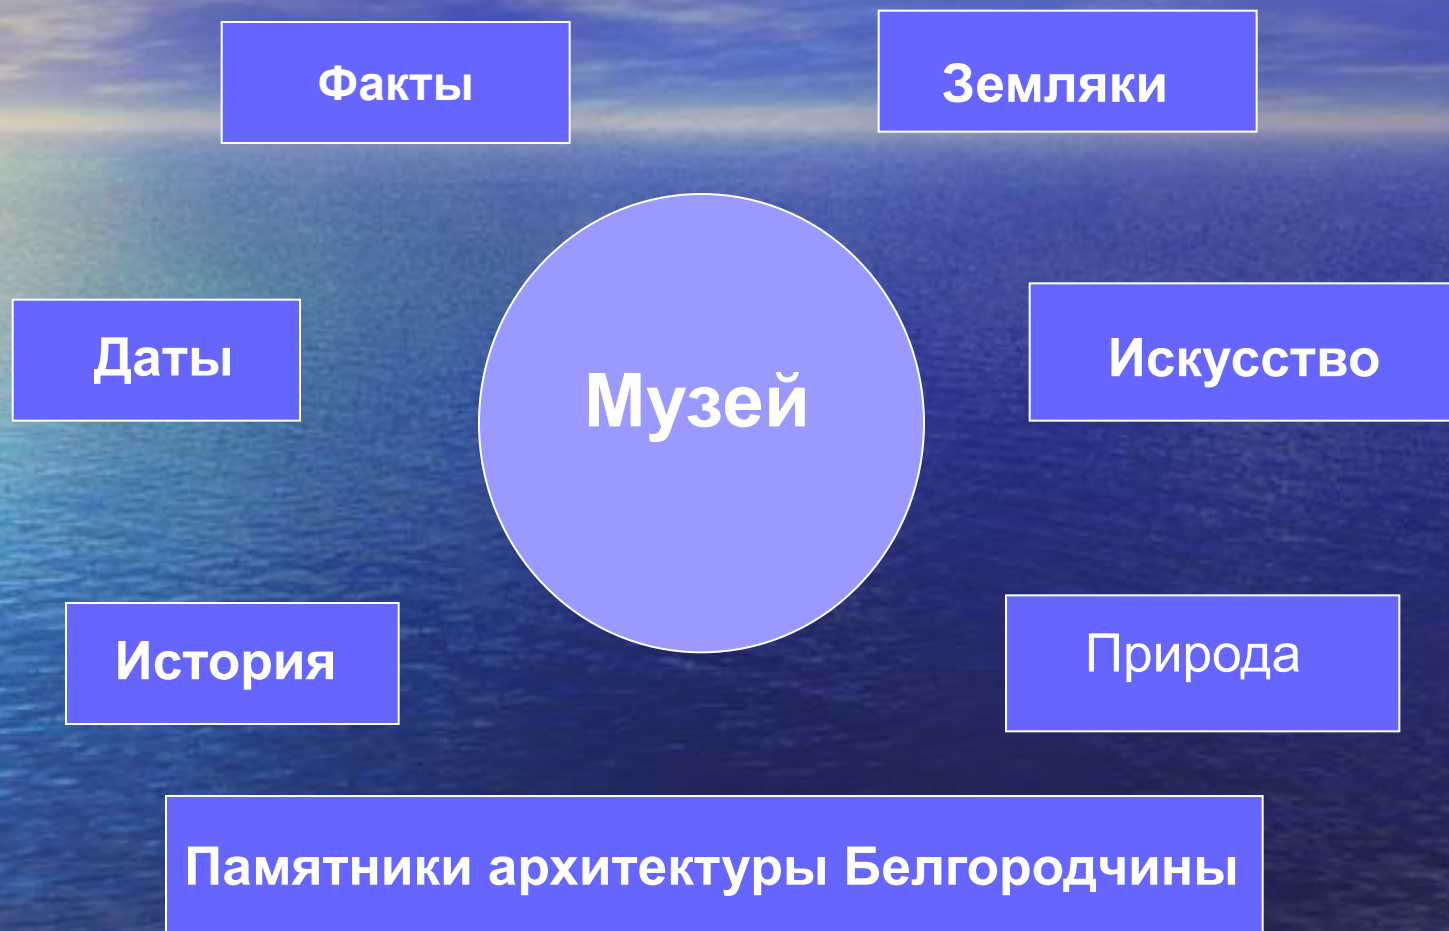 Факты
Земляки
Даты
Музей
Искусство
История
Природа
Памятники архитектуры Белгородчины